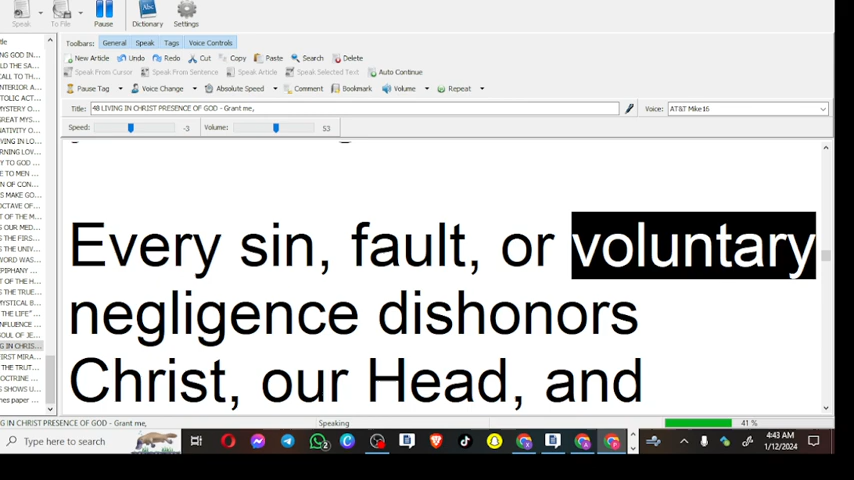 Speak To File Pause Dictionary Settings
Toolbars: General Speak Tags Voice Controls
New Article Undo Redo Cut Copy Paste Search Delete
Speak From Cursor Speak From Sentence Speak Article Speak Selected Text Auto Continue
Pause Tag Voice Change Absolute Speed Comment Bookmark Volume Repeat
Title: 48 LIVING IN CHRIST PRESENCE OF GOD - Grant me, Voice: AT&T Mike16
Speed: -3 Volume: 53
Every sin, fault, or voluntary
negligence dishonors
Christ, our Head, and
G IN CHRIST PRESENCE OF GOD - Grant me, Speaking 41 %
Type here to search 2 4:43 AM
1/12/2024